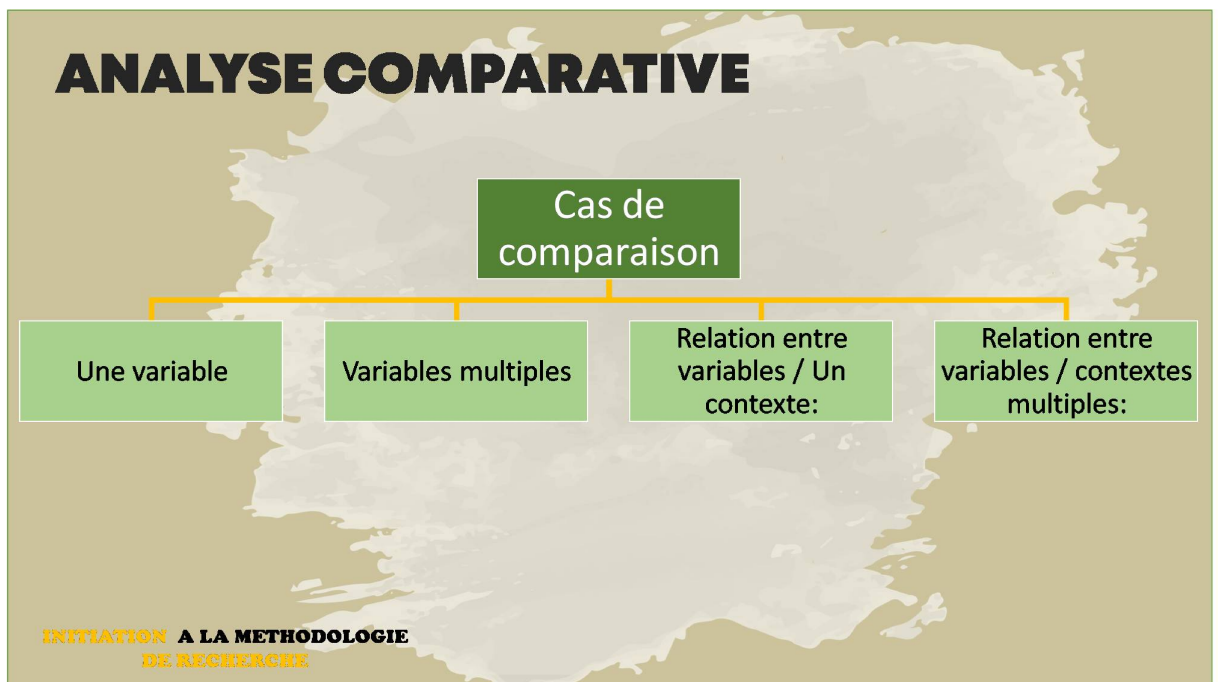 ANALYSE COMPARATIVE
Cas de
comparaison
Une variable
Variables multiples
Relation entre
variables / Un
contexte:
Relation entre
variables / contextes
multiples:
INITIATION A LA METHODOLOGIE
DE RECHERCHE